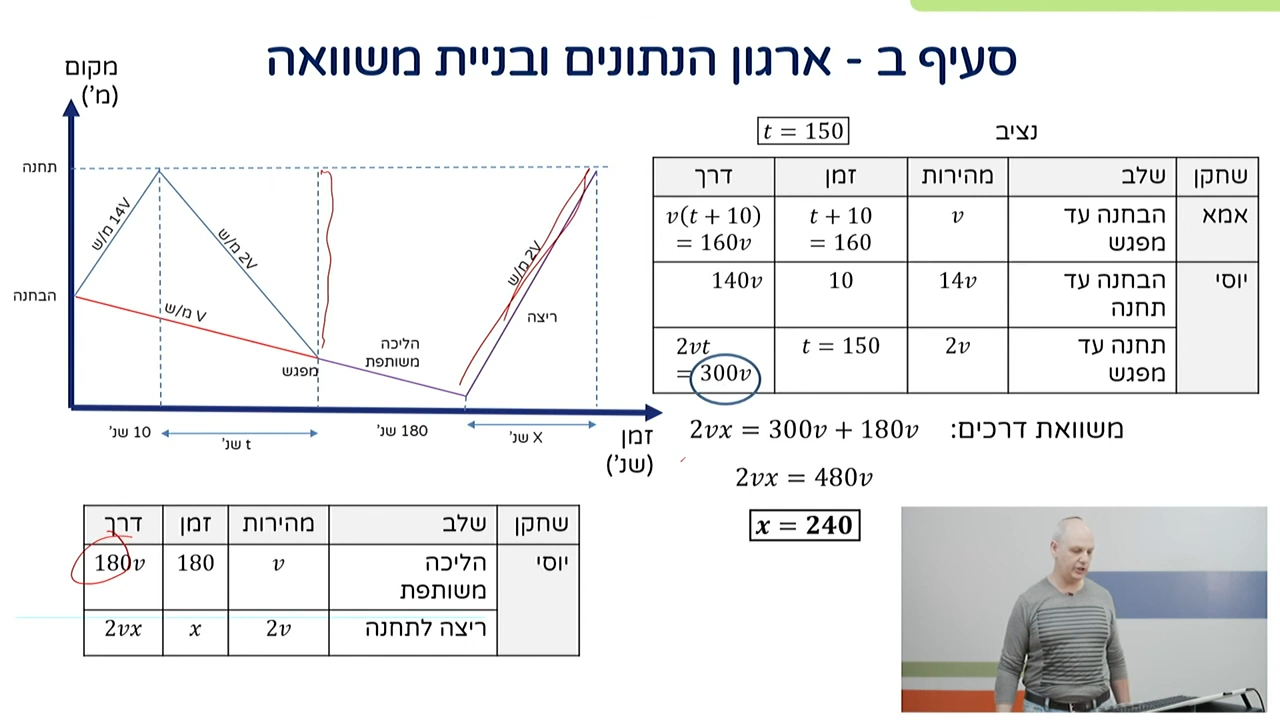 סעיף ב - ארגון הנתונים ובניית משוואה
מקום
(מ')
תחנה
הבחנה
14V מ/ש
2V מ/ש
V מ/ש
מפגש
הליכה
משותפת
2V מ/ש
ריצה
10 שנ'
t שנ'
180 שנ'
X שנ'
זמן
(שנ')
נציב
t = 150
שחקן שלב מהירות זמן דרך
אמא הבחנה עד מפגש v t + 10 = 160 v(t + 10) = 160v
יוסי הבחנה עד תחנה 14v 10 140v
תחנה עד מפגש 2v t = 150 2vt = 300v
משוואת דרכים: 2vx = 300v + 180v
2vx = 480v
x = 240
שחקן שלב מהירות זמן דרך
יוסי הליכה משותפת v 180 180v
ריצה לתחנה 2v x 2vx